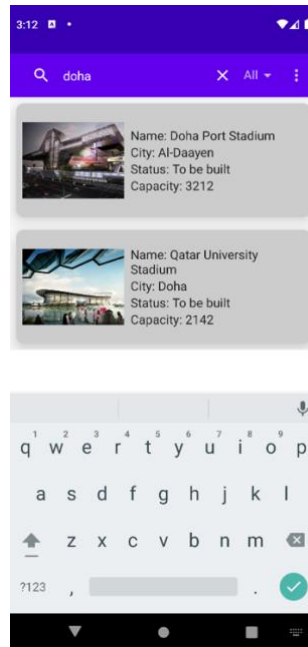 3:12
doha
All
Name: Doha Port Stadium
City: Al-Daayen
Status: To be built
Capacity: 3212
Name: Qatar University
Stadium
City: Doha
Status: To be built
Capacity: 2142
1 2 3 4 5 6 7 8 9
q w e r t y u i o p
a s d f g h j k l
z x c v b n m
?123 , .